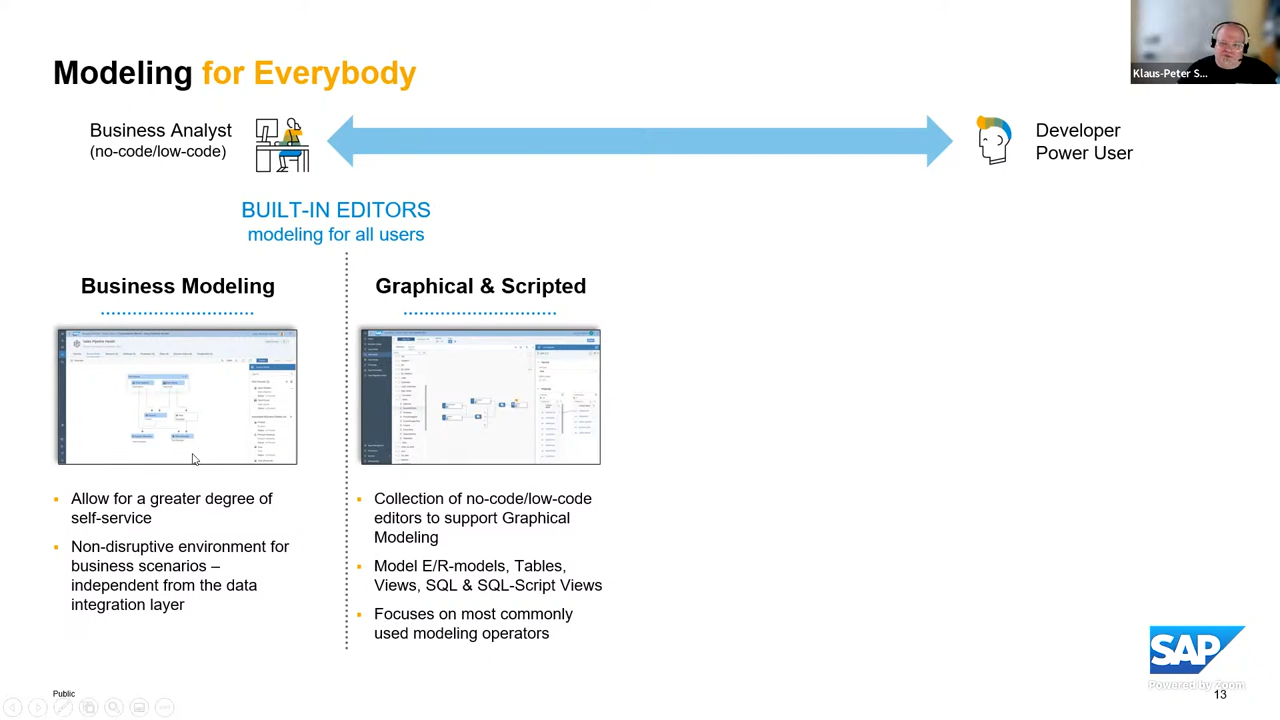 Modeling for Everybody
Klaus-Peter S...
Business Analyst
(no-code/low-code)
Developer
Power User
BUILT-IN EDITORS
modeling for all users
Business Modeling
Graphical & Scripted
▪ Allow for a greater degree of
self-service
▪ Non-disruptive environment for
business scenarios –
independent from the data
integration layer
▪ Collection of no-code/low-code
editors to support Graphical
Modeling
▪ Model E/R-models, Tables,
Views, SQL & SQL-Script Views
▪ Focuses on most commonly
used modeling operators
SAP
Powered by Zoom
Public
13